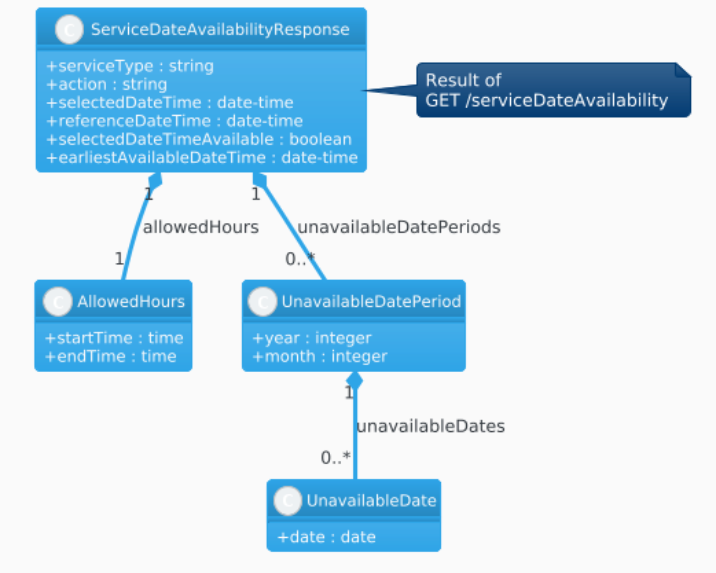 C ServiceDateAvailabilityResponse
+serviceType : string
+action : string
+selectedDateTime : date-time
+referenceDateTime : date-time
+selectedDateTimeAvailable : boolean
+earliestAvailableDateTime : date-time
Result of
GET /serviceDateAvailability
1
1
allowedHours
unavailableDatePeriods
1
0..*
C AllowedHours
+startTime : time
+endTime : time
C UnavailableDatePeriod
+year : integer
+month : integer
1
unavailableDates
0..*
C UnavailableDate
+date : date